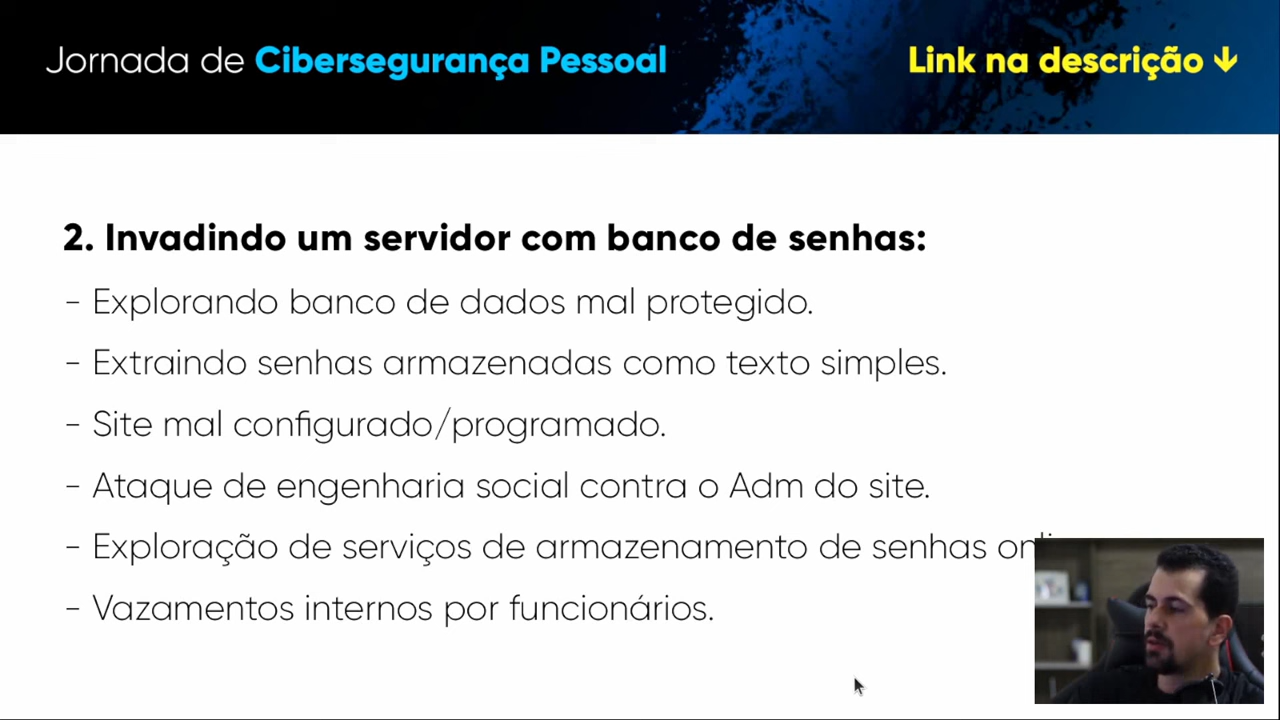 Jornada de Cibersegurança Pessoal
Link na descrição ↓
2. Invadindo um servidor com banco de senhas:
- Explorando banco de dados mal protegido.
- Extraindo senhas armazenadas como texto simples.
- Site mal configurado/programado.
- Ataque de engenharia social contra o Adm do site.
- Exploração de serviços de armazenamento de senhas
- Vazamentos internos por funcionários.